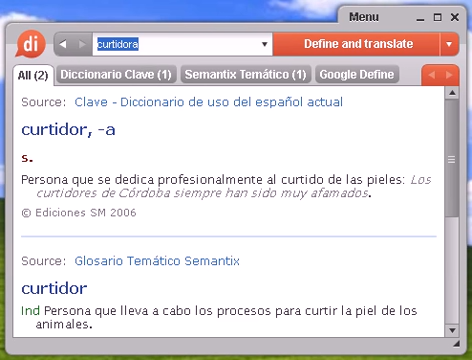 Menu
di
curtidora
Define and translate
All (2)
Diccionario Clave (1)
Semantix Temático (1)
Google Define
Source: Clave - Diccionario de uso del español actual
curtidor, -a
s.
Persona que se dedica profesionalmente al curtido de las pieles: Los
curtidores de Córdoba siempre han sido muy afamados.
© Ediciones SM 2006
Source: Glosario Temático Semantix
curtidor
Ind Persona que lleva a cabo los procesos para curtir la piel de los
animales.